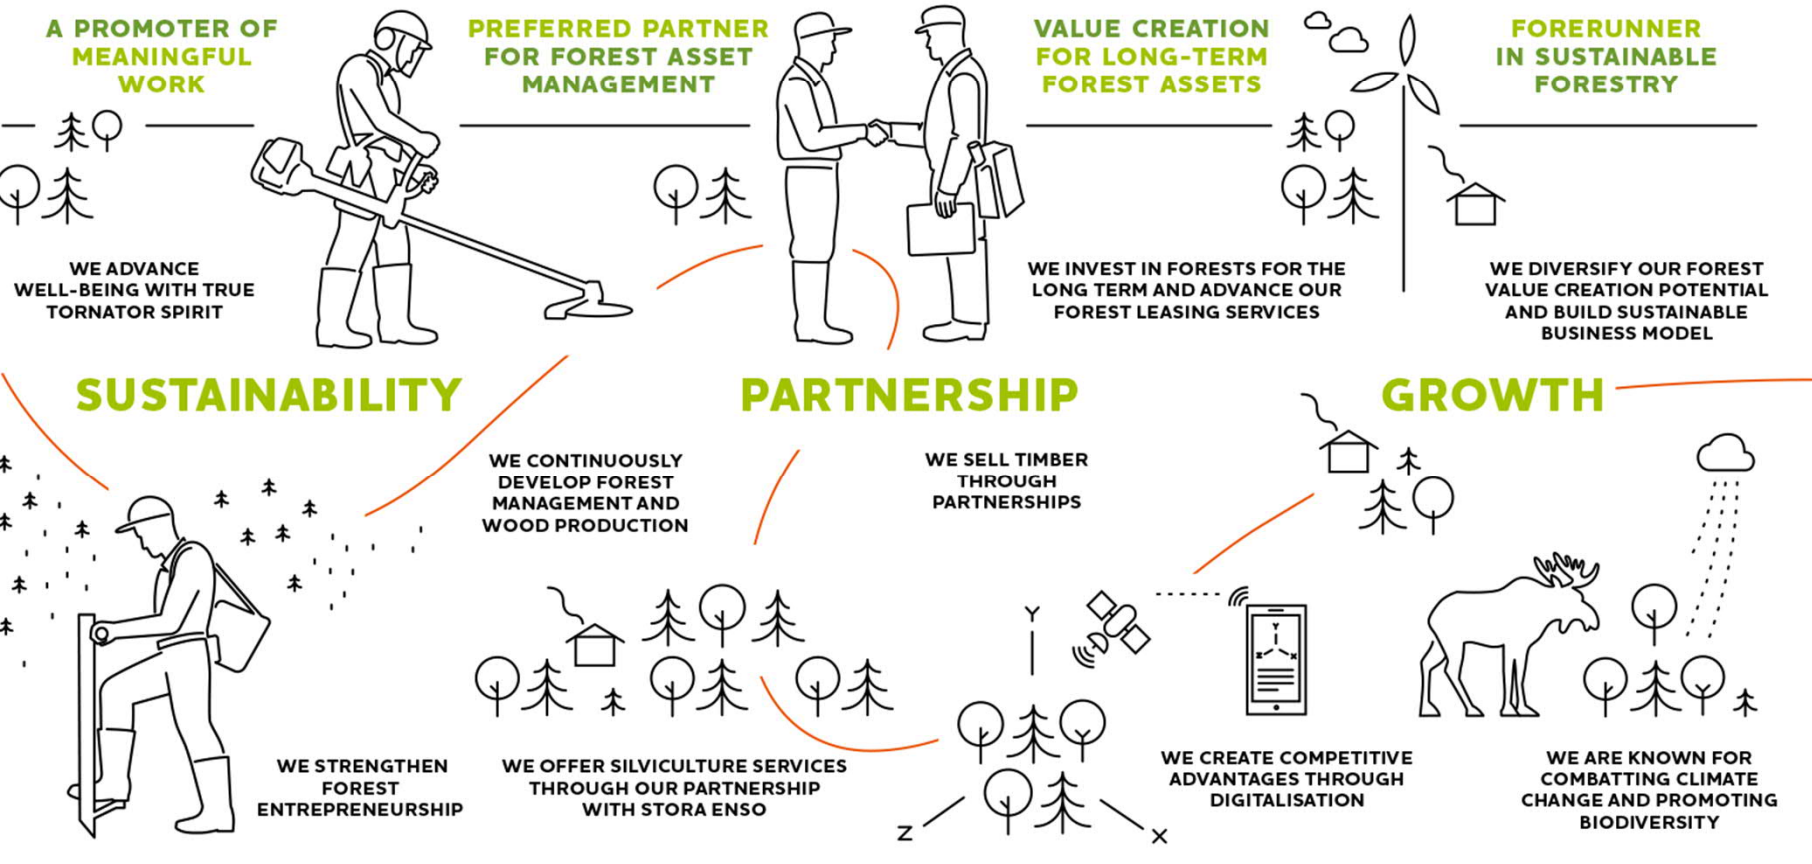 A PROMOTER OF
MEANINGFUL
WORK
PREFERRED PARTNER
FOR FOREST ASSET
MANAGEMENT
VALUE CREATION
FOR LONG-TERM
FOREST ASSETS
FORERUNNER
IN SUSTAINABLE
FORESTRY
WE ADVANCE
WELL-BEING WITH TRUE
TORNATOR SPIRIT
WE INVEST IN FORESTS FOR THE
LONG TERM AND ADVANCE OUR
FOREST LEASING SERVICES
WE DIVERSIFY OUR FOREST
VALUE CREATION POTENTIAL
AND BUILD SUSTAINABLE
BUSINESS MODEL
SUSTAINABILITY
PARTNERSHIP
GROWTH
WE CONTINUOUSLY
DEVELOP FOREST
MANAGEMENT AND
WOOD PRODUCTION
WE SELL TIMBER
THROUGH
PARTNERSHIPS
WE STRENGTHEN
FOREST
ENTREPRENEURSHIP
WE OFFER SILVICULTURE SERVICES
THROUGH OUR PARTNERSHIP
WITH STORA ENSO
Y
Z
X
Y
Z
X
WE CREATE COMPETITIVE
ADVANTAGES THROUGH
DIGITALISATION
WE ARE KNOWN FOR
COMBATTING CLIMATE
CHANGE AND PROMOTING
BIODIVERSITY